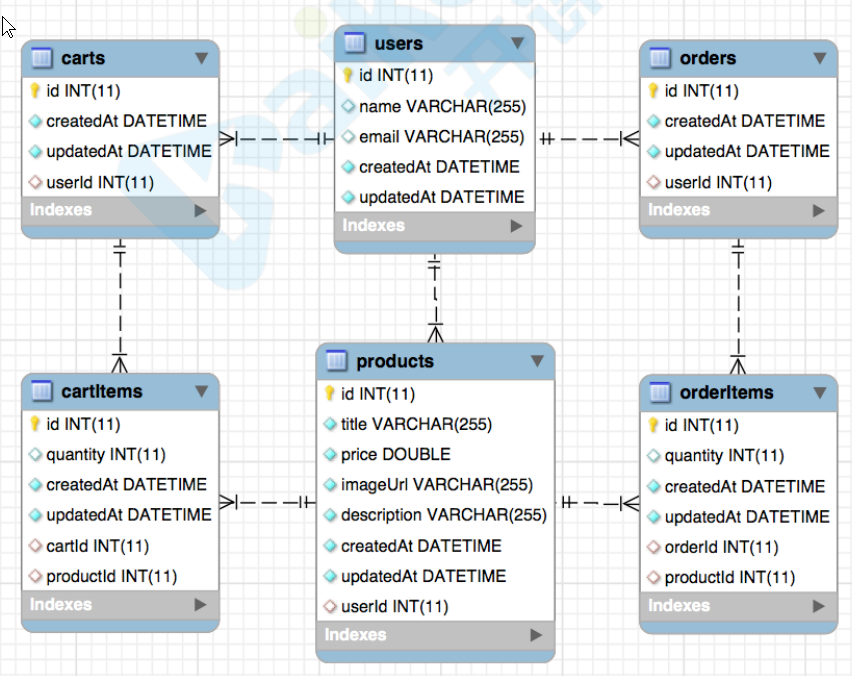 carts
id INT(11)
createdAt DATETIME
updatedAt DATETIME
userId INT(11)
Indexes
users
id INT(11)
name VARCHAR(255)
email VARCHAR(255)
createdAt DATETIME
updatedAt DATETIME
Indexes
orders
id INT(11)
createdAt DATETIME
updatedAt DATETIME
userId INT(11)
Indexes
cartItems
id INT(11)
quantity INT(11)
createdAt DATETIME
updatedAt DATETIME
cartId INT(11)
productId INT(11)
Indexes
products
id INT(11)
title VARCHAR(255)
price DOUBLE
imageUrl VARCHAR(255)
description VARCHAR(255)
createdAt DATETIME
updatedAt DATETIME
userId INT(11)
Indexes
orderItems
id INT(11)
quantity INT(11)
createdAt DATETIME
updatedAt DATETIME
orderId INT(11)
productId INT(11)
Indexes